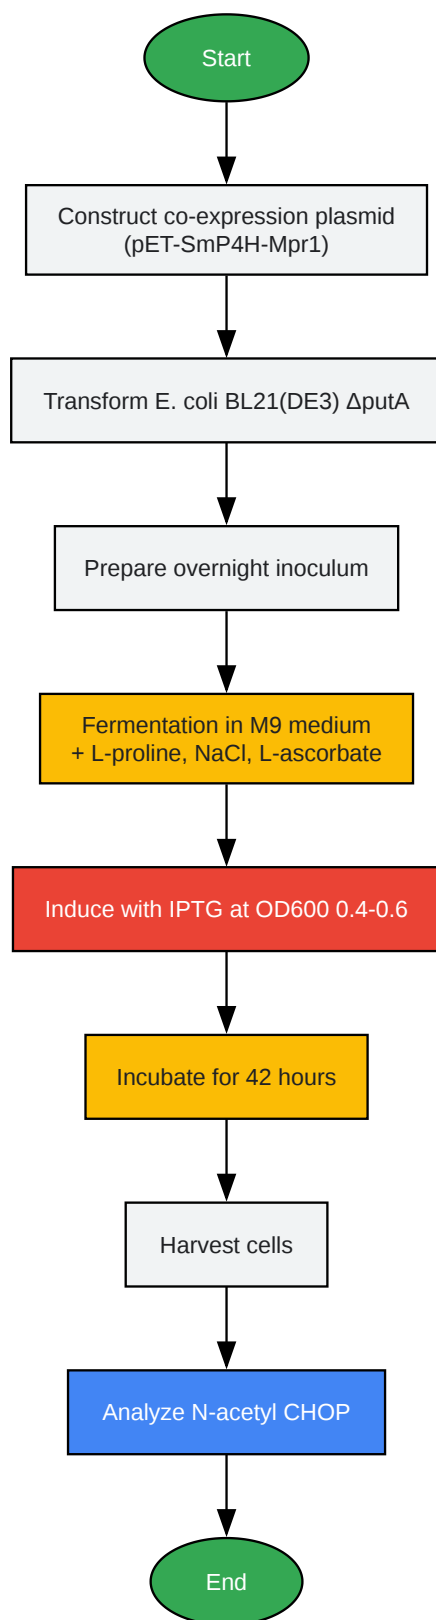 Start
Construct co-expression plasmid
(pET-SmP4H-Mpr1)
Transform E. coli BL21(DE3) ΔputA
Prepare overnight inoculum
Fermentation in M9 medium
+ L-proline, NaCl, L-ascorbate
Induce with IPTG at OD600 0.4-0.6
Incubate for 42 hours
Harvest cells
Analyze N-acetyl CHOP
End